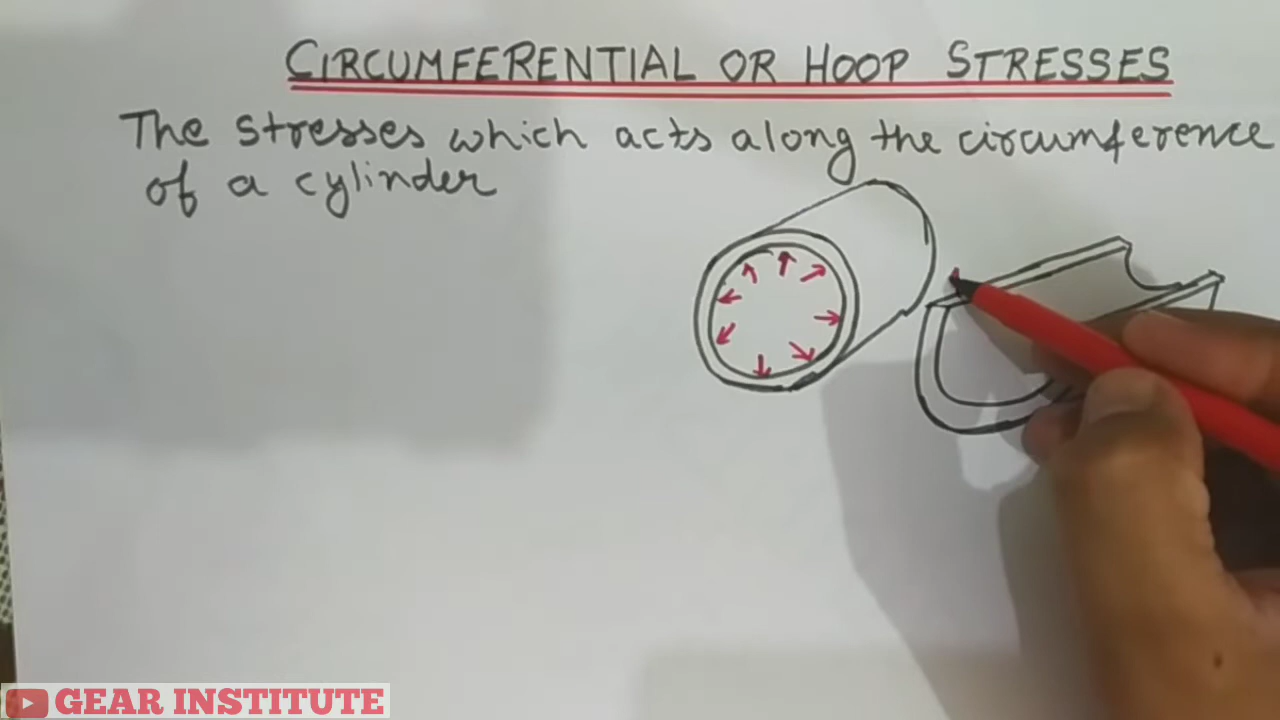 CIRCUMFERENTIAL OR HOOP STRESSES
The stresses which acts along the circumference
of a cylinder
GEAR INSTITUTE